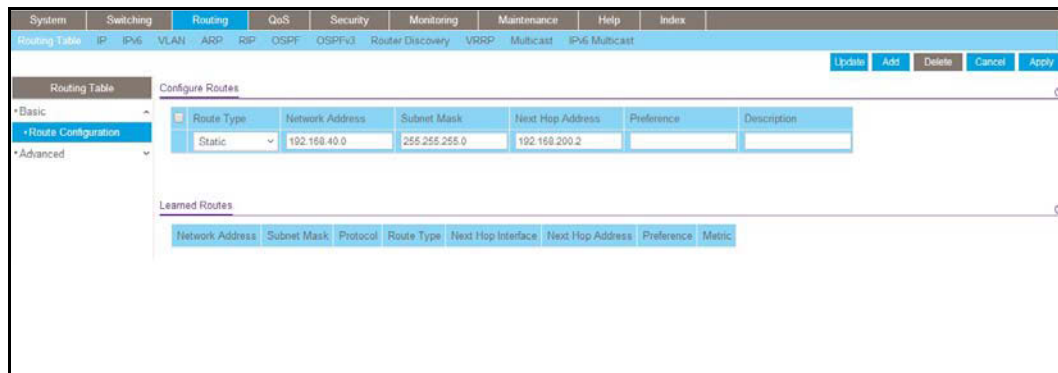 System Switching Routing QoS Security Monitoring Maintenance Help Index
Routing Table IP IPv6 VLAN ARP RIP OSPF OSPFv3 Router Discovery VRRP Multicast IPv6 Multicast
Update Add Delete Cancel Apply
Routing Table
Basic
Route Configuration
Advanced
Configure Routes
Route Type Network Address Subnet Mask Next Hop Address Preference Description
Static 192.168.40.0 255.255.255.0 192.168.200.2
Learned Routes
Network Address Subnet Mask Protocol Route Type Next Hop Interface Next Hop Address Preference Metric